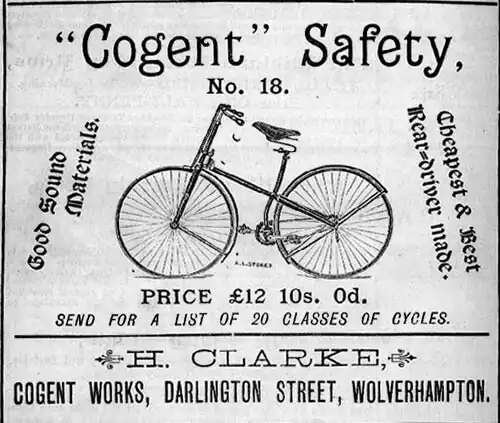 "Cogent" Safety,
No. 18.
Good Sound
Materials.
Cheapest & Best
Rear-driver made.
PRICE £12 10s. 0d.
SEND FOR A LIST OF 20 CLASSES OF CYCLES.
H. CLARKE,
COGENT WORKS, DARLINGTON STREET, WOLVERHAMPTON.